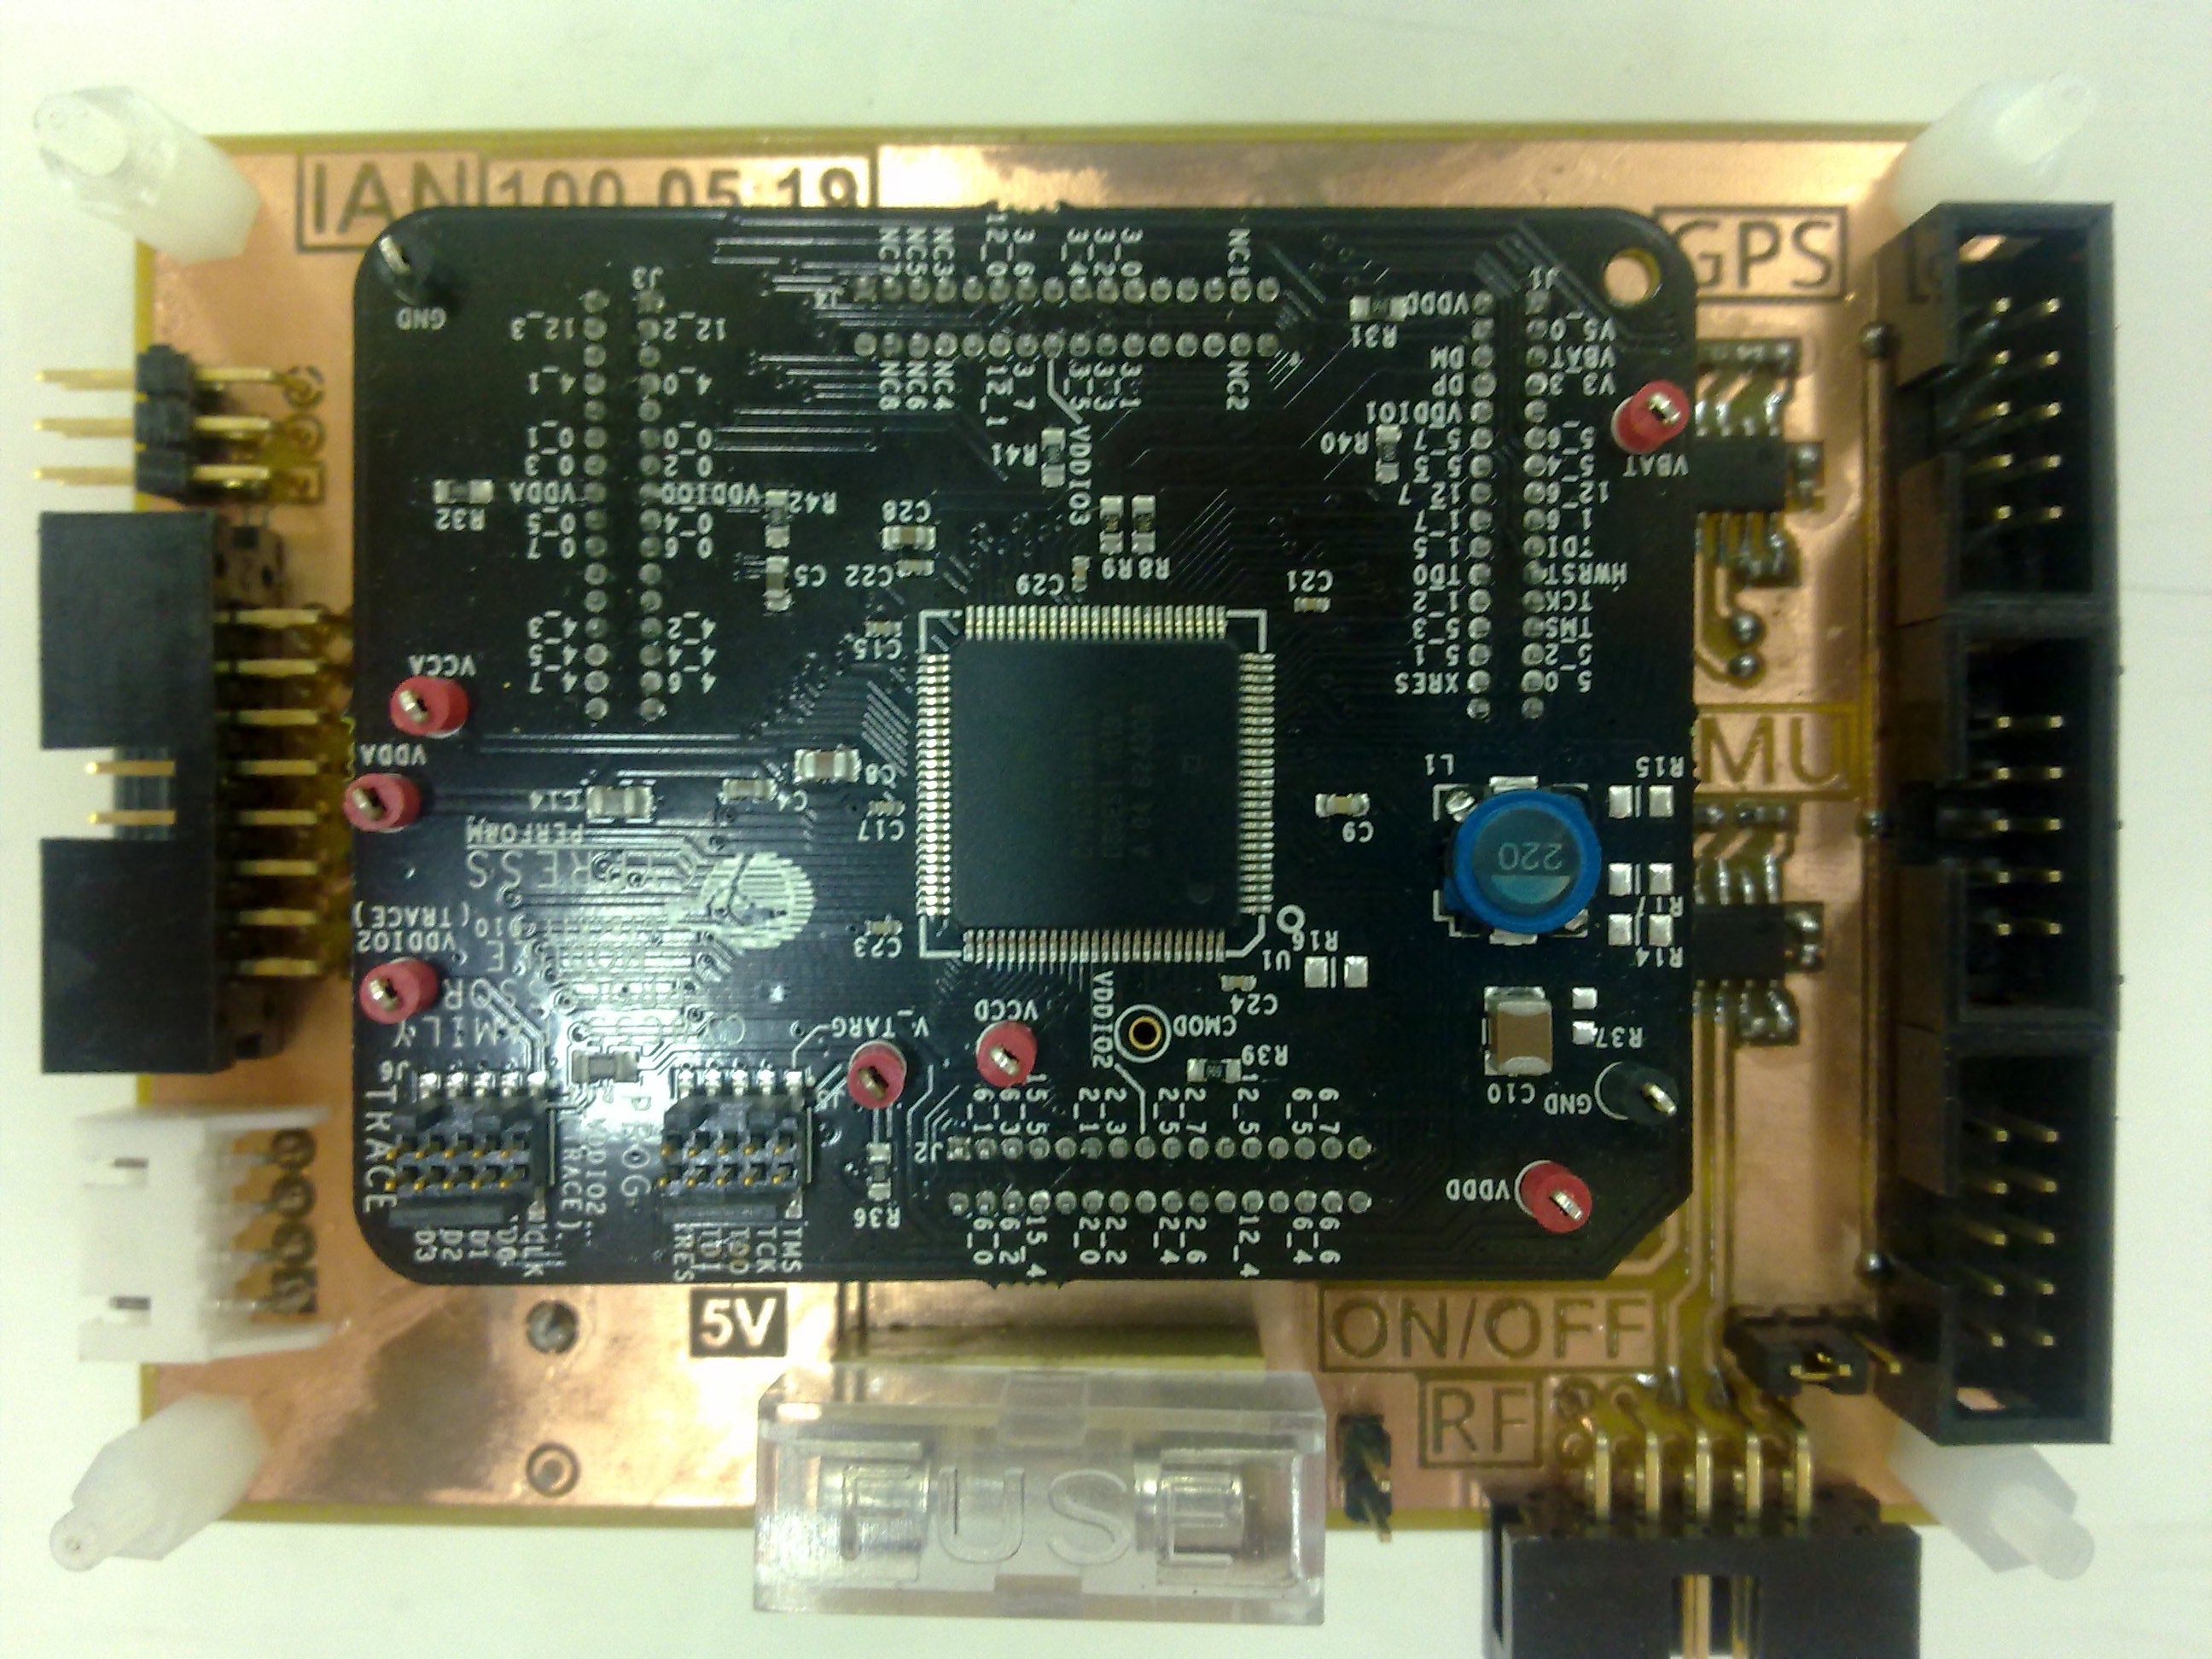 IAN 100.05.19
GPS
GND
J3
12_3
12_2
4_1
4_0
0_1
0_0
0_3
0_2
VDDA
VDDIO0
0_5
0_4
0_7
0_6
4_3
4_2
4_5
4_4
4_7
4_6
R32
R42
C5
NC7
NC5
NC3
12_0
3_6
3_4
3_2
3_0
NC1
J4
NC8
NC6
NC4
12_1
3_7
3_5
3_3
3_1
NC2
R41
VDDIO3
C28
C22
C29
R9
R8
C21
C15
R31
R40
J1
VDDD
V5_0
VBAT
DM
V3_3
DP
VDDIO1
5_7
5_6
5_5
5_4
12_7
12_6
1_7
1_6
1_5
TDI
TDO
HWRST
1_2
TCK
5_3
TMS
5_1
5_2
XRES
5_0
VBAT
VCCA
VDDA
C14
C4
C8
C17
C23
C9
L1
220
R15
R17
R14
MU
PERFORM
VDDIO2
(TRACE)
U1
R16
C24
CMOD
VCCD
V_TARG
VDDIO2
R39
C10
R37
GND
VDDD
J6
TRACE
D3
D2
D1
PROG
XRES
TDI
TDO
TCK
TMS
R36
J2
6_1
6_3
15_5
2_1
2_3
2_5
2_7
12_5
6_5
6_7
6_0
6_2
15_4
2_0
2_2
2_4
2_6
12_4
6_4
6_6
5V
ON/OFF
RF
FUSE